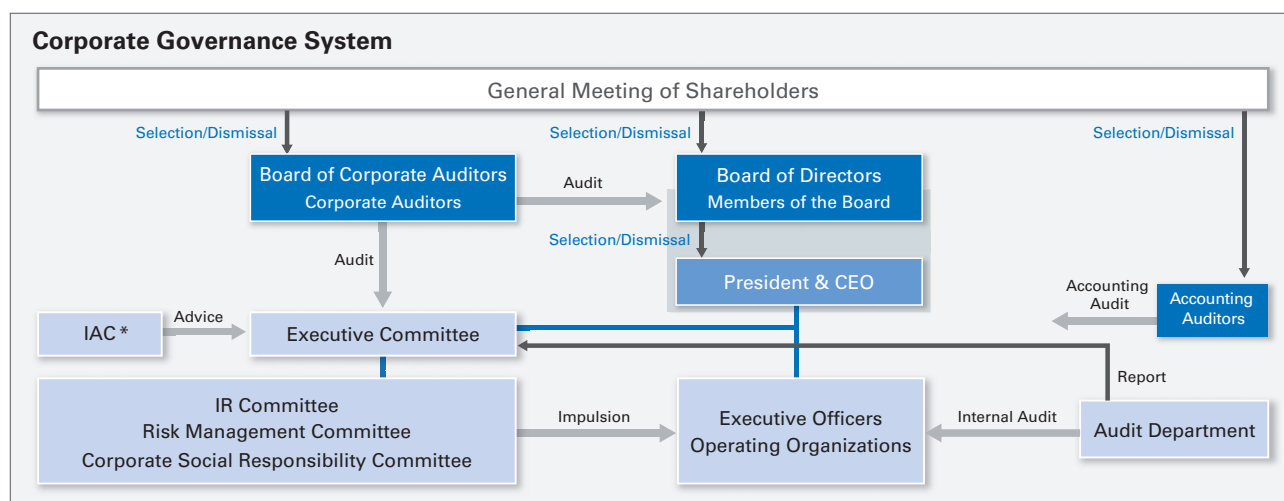 Corporate Governance System
General Meeting of Shareholders
Selection/Dismissal
Selection/Dismissal
Selection/Dismissal
Board of Corporate Auditors
Corporate Auditors
Audit
Board of Directors
Members of the Board
Selection/Dismissal
Audit
President & CEO
Accounting
Audit
Accounting
Auditors
IAC *
Advice
Executive Committee
Report
IR Committee
Risk Management Committee
Corporate Social Responsibility Committee
Impulsion
Executive Officers
Operating Organizations
Internal Audit
Audit Department